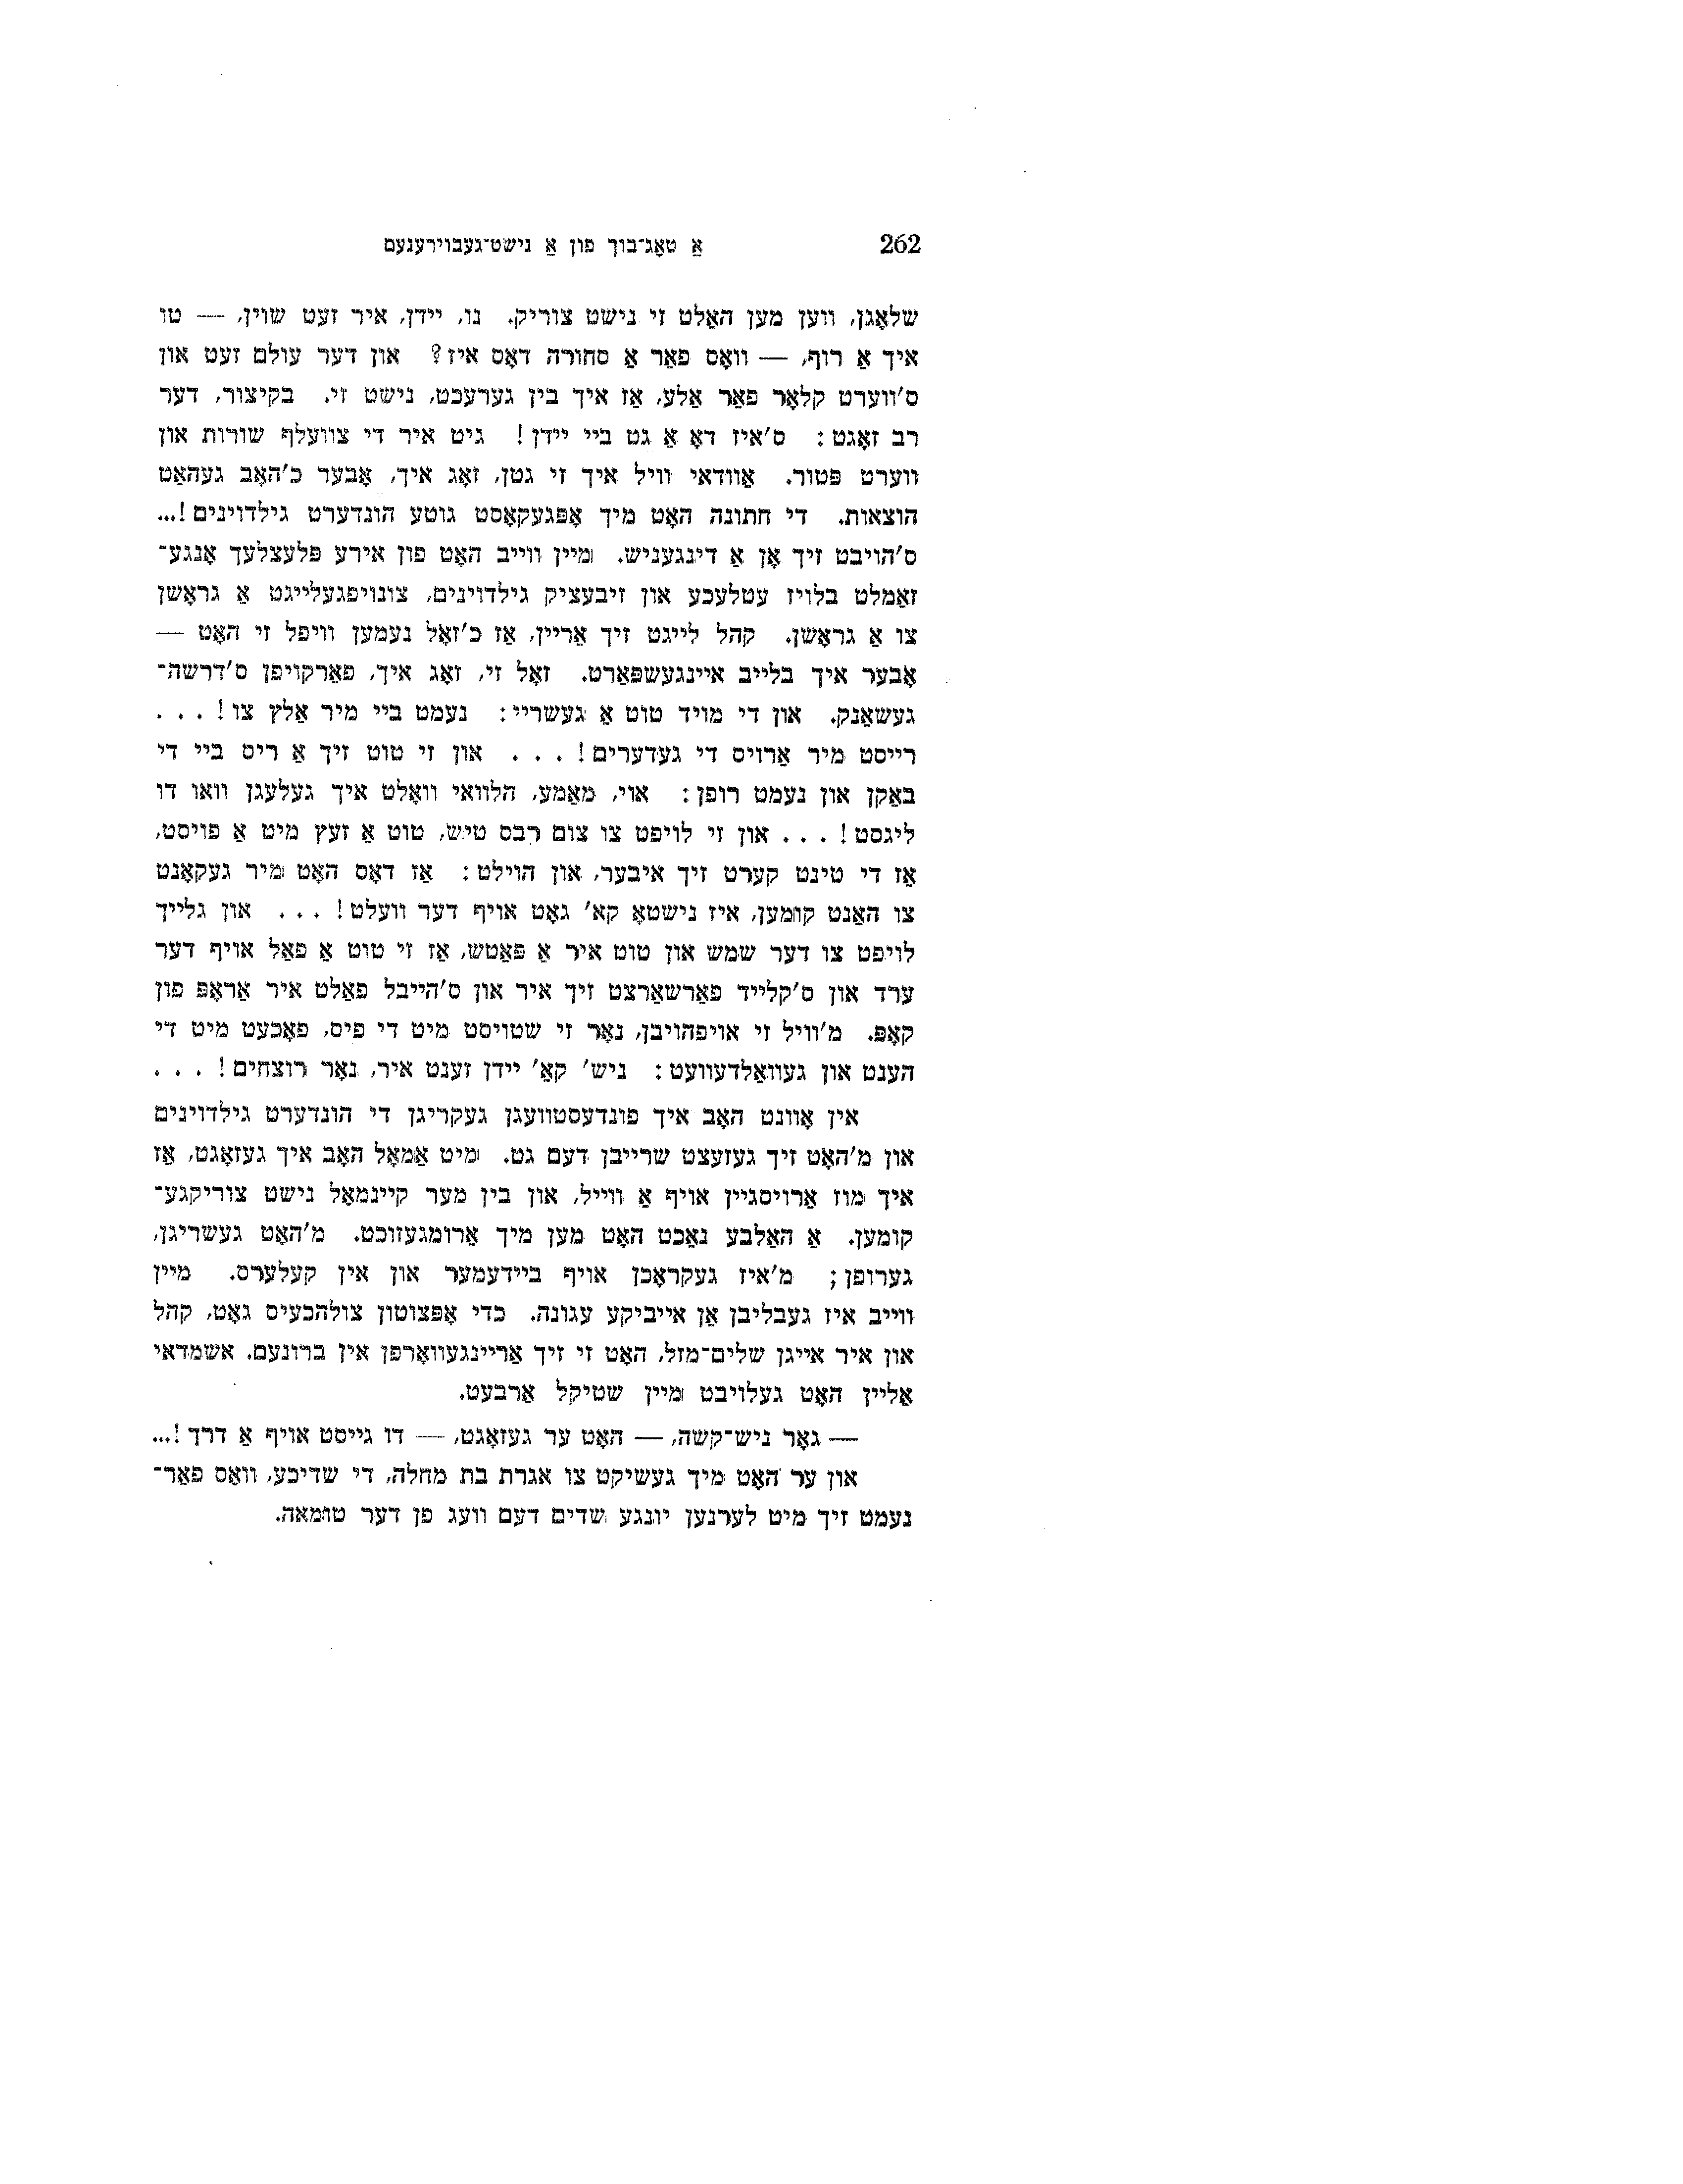 262 אַ טאָג־בוך פון אַ נישט־געבוירענעם
שלאָגן, ווען מען האַלט זי נישט צוריק. נו, יידן, איר זעט שוין, — טו
איך אַ רוף, — וואָס פאַר אַ סחורה דאָס איז? און דער עולם זעט און
ס'ווערט קלאָר פאַר אַלע, אַז איך בין גערעכט, נישט זי. בקיצור, דער
רב זאָגט: ס'איז דאָ אַ גט ביי יידן! גיט איר די צוועלף שורות און
ווערט פּטור. אַוודאי וויל איך זי גטן, זאָג איך, אָבער כ'האָב געהאַט
הוצאות. די חתונה האָט מיך אָפּגעקאָסט גוטע הונדערט גילדוינים!...
ס'הויבט זיך אָן אַ דינגעניש. מיין ווייב האָט פון אירע פּלעצלעך אָנגע־
זאַמלט בלויז עטלעכע און זיבעציק גילדוינים, צונויפגעלייגט אַ גראָשן
צו אַ גראָשן. קהל לייגט זיך אַריין, אַז כ'זאָל נעמען וויפל זי האָט —
אָבער איך בלייב איינגעשפּאַרט. זאָל זי, זאָג איך, פאַרקויפן ס'דרשה־
געשאַנק. און די מויד טוט אַ געשריי: נעמט ביי מיר אַלץ צו! . . .
רייסט מיר אַרויס די געדערים! . . . און זי טוט זיך אַ ריס ביי די
באַקן און נעמט רופן: אוי, מאַמע, הלוואי וואָלט איך געלעגן וואו דו
ליגסט! . . . און זי לויפט צו צום רבס טיש, טוט אַ זעץ מיט אַ פויסט,
אַז די טינט קערט זיך איבער, און הוילט: אַז דאָס האָט מיר געקאָנט
צו האַנט קומען, איז נישטאָ קא' גאָט אויף דער וועלט! . . . און גלייך
לויפט צו דער שמש און טוט איר אַ פּאַטש, אַז זי טוט אַ פאַל אויף דער
ערד און ס'קלייד פאַרשאַרצט זיך איר און ס'הייבל פאַלט איר אַראָפּ פון
קאָפּ. מ'וויל זי אויפהויבן, נאָר זי שטויסט מיט די פיס, פאָכעט מיט די
הענט און געוואַלדעוועט: ניש' קאַ' יידן זענט איר, נאָר רוצחים! . . .
אין אָוונט האָב איך פונדעסטוועגן געקריגן די הונדערט גילדוינים
און מ'האָט זיך געזעצט שרייבן דעם גט. מיט אַמאָל האָב איך געזאָגט, אַז
איך מוז אַרויסגיין אויף אַ ווייל, און בין מער קיינמאָל נישט צוריקגע־
קומען. אַ האַלבע נאַכט האָט מען מיך אַרומגעזוכט. מ'האָט געשריגן,
גערופן; מ'איז געקראָכן אויף ביידעמער און אין קעלערס. מיין
ווייב איז געבליבן אַן אייביקע עגונה. כדי אָפּצוטון צולהכעיס גאָט, קהל
און איר אייגן שלים־מזל, האָט זי זיך אַריינגעוואָרפן אין ברונעם. אשמדאי
אַליין האָט געלויבט מיין שטיקל אַרבעט.
— גאָר ניש־קשה, — האָט ער געזאָגט, — דו גייסט אויף אַ דרך!...
און ער האָט מיך געשיקט צו אגרת בת מחלה, די שדיכע, וואָס פאַר־
נעמט זיך מיט לערנען יונגע שדים דעם וועג פון דער טומאה.